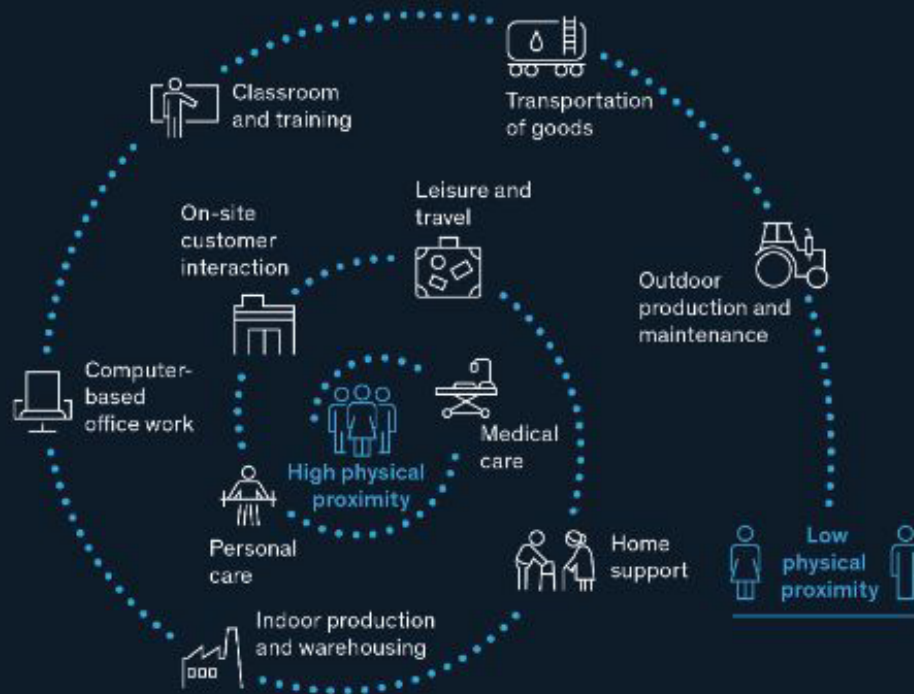 Classroom
and training
Transportation
of goods
Leisure and
travel
On-site
customer
interaction
Outdoor
production and
maintenance
Computer-
based
office work
Medical
care
High physical
proximity
Personal
care
Home
support
Low
physical
proximity
Indoor production
and warehousing